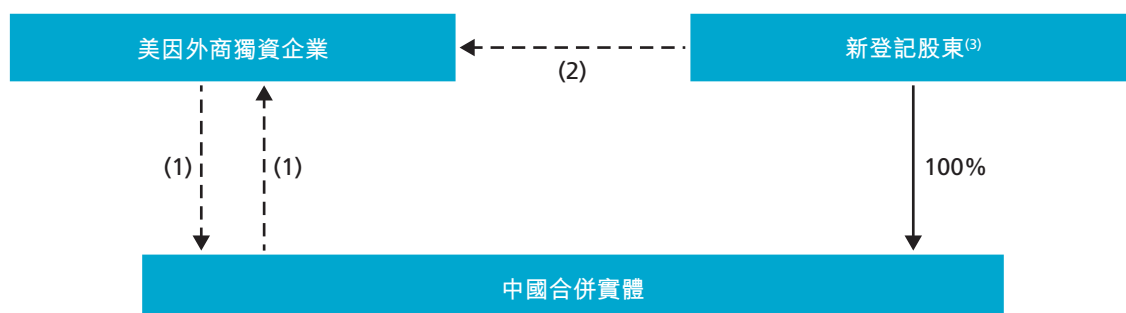 美因外商獨資企業
新登記股東(3)
(2)
(1)
(1)
100%
中國合併實體